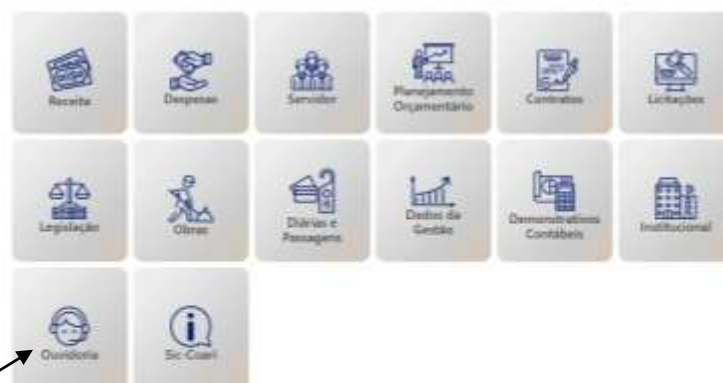 Receita
Despesas
Servidor
Planejamento
Orçamentário
Contratos
Licitações
Legislação
Obras
Diárias e
Passagens
Dados da
Gestão
Demonstrativos
Contábeis
Institucional
Ouvidoria
Sic Coari